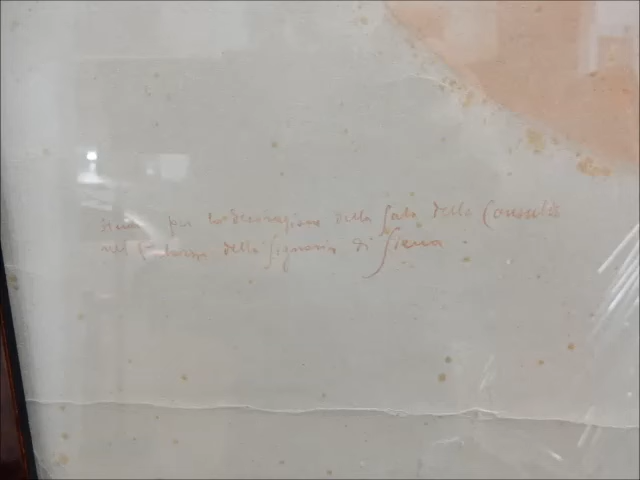 per la decorazione della Sala delle Consulte
nel Palazzo della Signoria di Siena